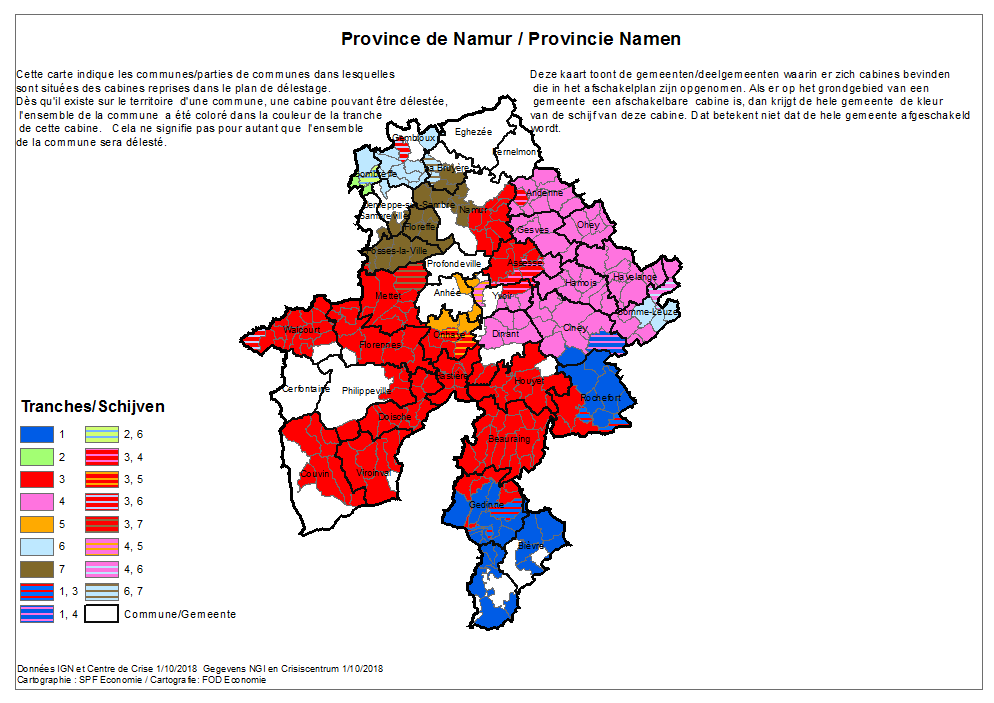 Province de Namur / Provincie Namen
Cette carte indique les communes/parties de communes dans lesquelles
sont situées des cabines reprises dans le plan de délestage.
Dès qu'il existe sur le territoire d'une commune, une cabine pouvant être délestée,
l'ensemble de la commune a été coloré dans la couleur de la tranche
de cette cabine. Cela ne signifie pas pour autant que l'ensemble
de la commune sera délesté.
Deze kaart toont de gemeenten/deelgemeenten waarin er zich cabines bevinden
die in het afschakelplan zijn opgenomen. Als er op het grondgebied van een
gemeente een afschakelbare cabine is, dan krijgt de hele gemeente de kleur
van de schijf van deze cabine. Dat betekent niet dat de hele gemeente afgeschakeld
wordt.
Eghezée
Gembloux
Fernelmont
La Bruyère
Sombreffe
Andenne
Jemeppe-sur-Sambre
Namur
Sambreville
Floreffe
Gesves
Ohey
Fosses-la-Ville
Profondeville
Assesse
Havelange
Hamois
Mettet
Anhée
Yvoir
Somme-Leuze
Walcourt
Onhaye
Dinant
Ciney
Florennes
Hastière
Houyet
Cerfontaine
Philippeville
Rochefort
Doische
Beauraing
Couvin
Viroinval
Gedinne
Bièvre
Tranches/Schijven
1
2, 6
2
3, 4
3
3, 5
4
3, 6
5
3, 7
6
4, 5
7
4, 6
1, 3
6, 7
1, 4
Commune/Gemeente
Données IGN et Centre de Crise 1/10/2018 Gegevens NGI en Crisiscentrum 1/10/2018
Cartographie : SPF Economie / Cartografie: FOD Economie